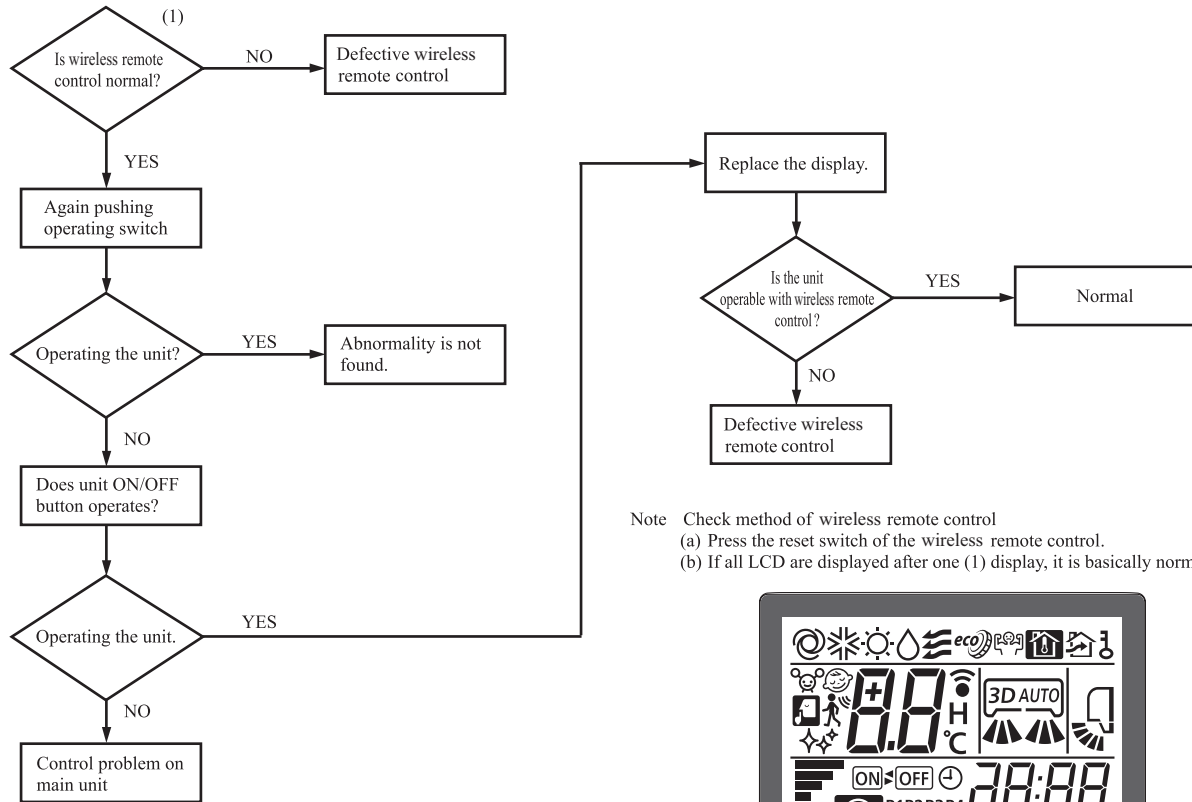 (1)
Is wireless remote
control normal?
NO
Defective wireless
remote control
YES
Again pushing
operating switch
Operating the unit?
YES
Abnormality is not
found.
NO
Does unit ON/OFF
button operates?
Operating the unit.
YES
NO
Control problem on
main unit
Replace the display.
Is the unit
operable with wireless remote
control ?
YES
Normal
NO
Defective wireless
remote control
Note Check method of wireless remote control
(a) Press the reset switch of the wireless remote control.
(b) If all LCD are displayed after one (1) display, it is basically norm
eco
+
8.8
H
°C
3D AUTO
ON OFF